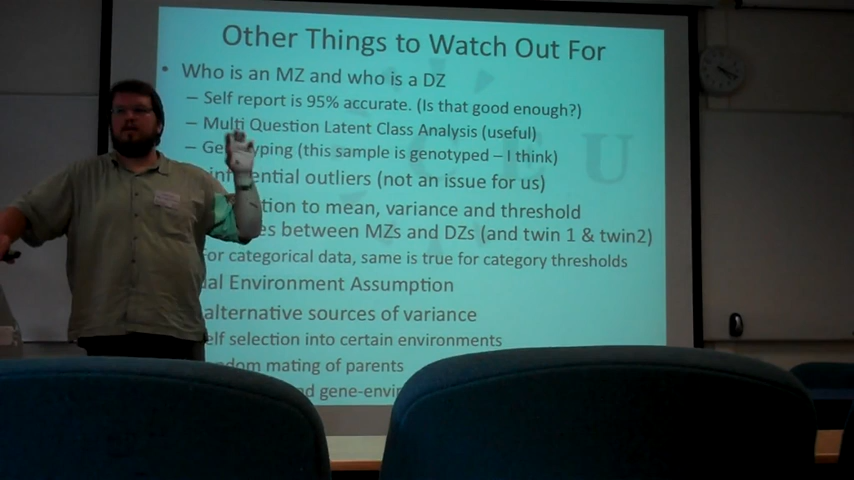 Other Things to Watch Out For
• Who is an MZ and who is a DZ
– Self report is 95% accurate. (Is that good enough?)
– Multi Question Latent Class Analysis (useful)
– (this sample is genotyped – I think)
outliers (not an issue for us)
to mean, variance and threshold
between MZs and DZs (and twin 1 & twin2)
For categorical data, same is true for category thresholds
Environment Assumption
alternative sources of variance
selection into certain environments
mating of parents
CEU